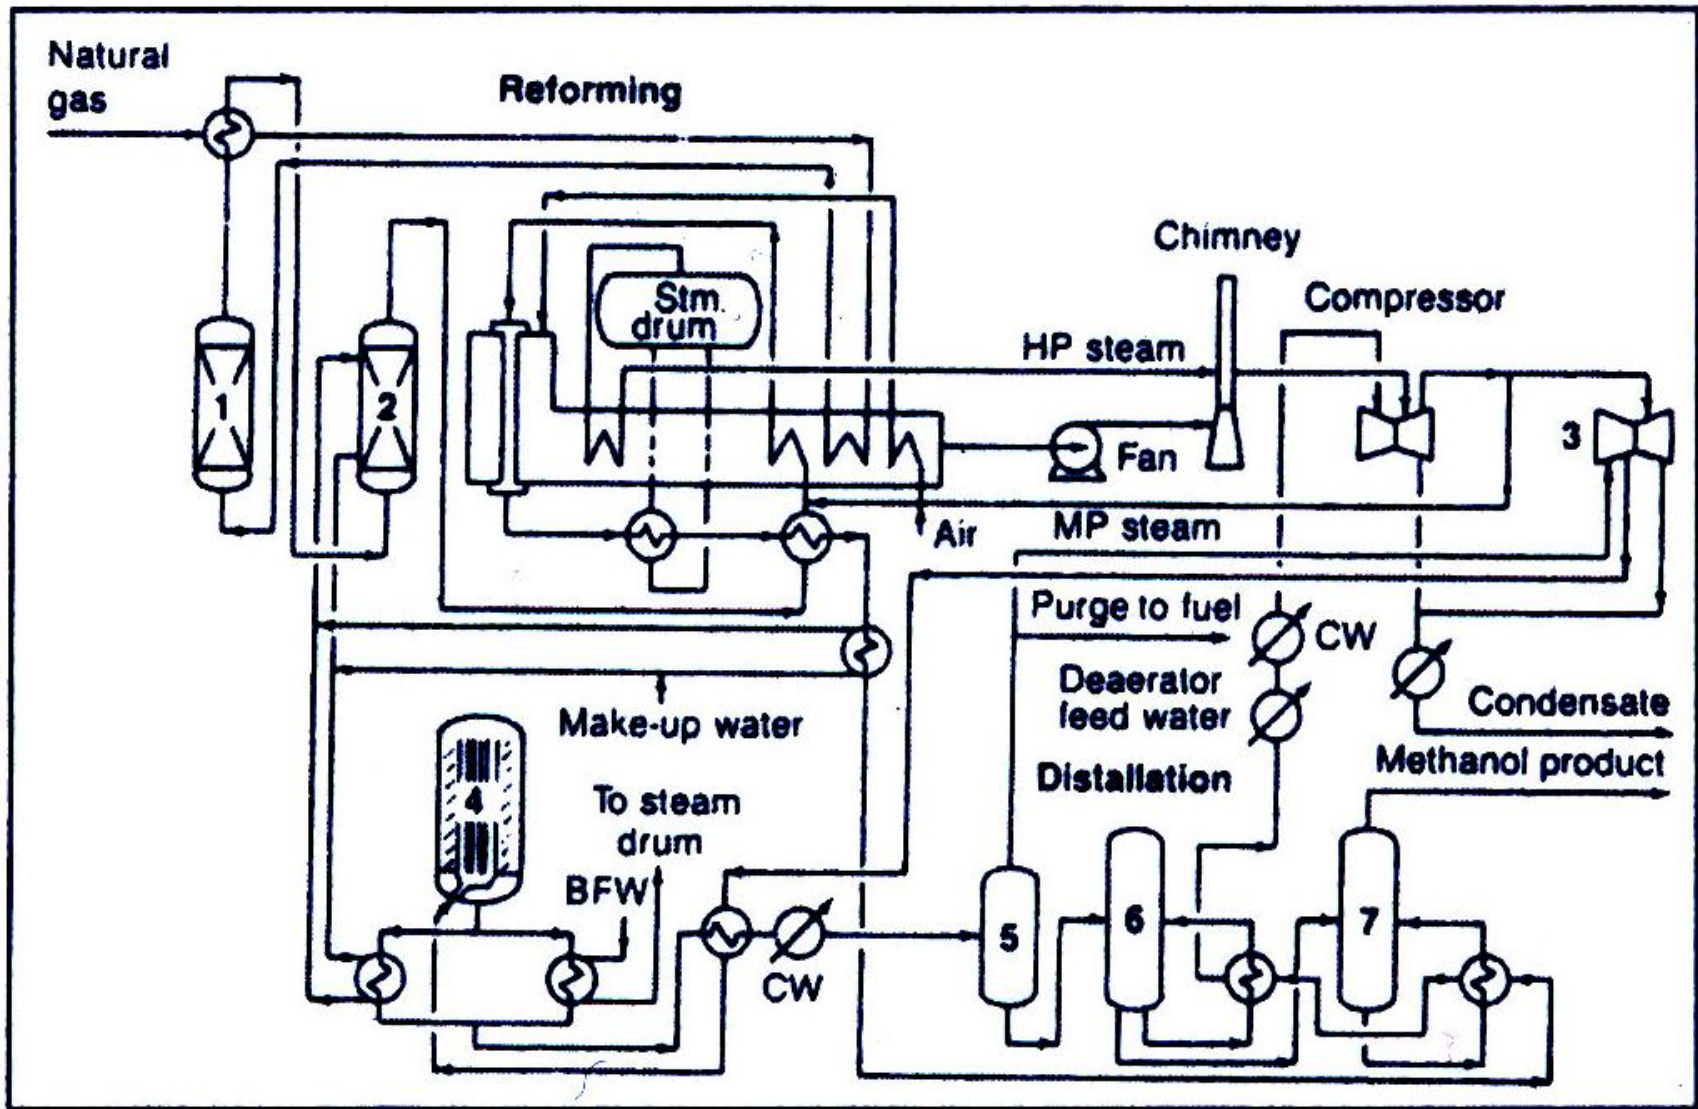 Natural
gas
Reforming
Chimney
Compressor
Stm.
drum
HP steam
1
2
3
Fan
Air
MP steam
Purge to fuel
CW
Deaerator
feed water
Condensate
Make-up water
Methanol product
Distallation
4
To steam
drum
BFW
5
6
7
CW